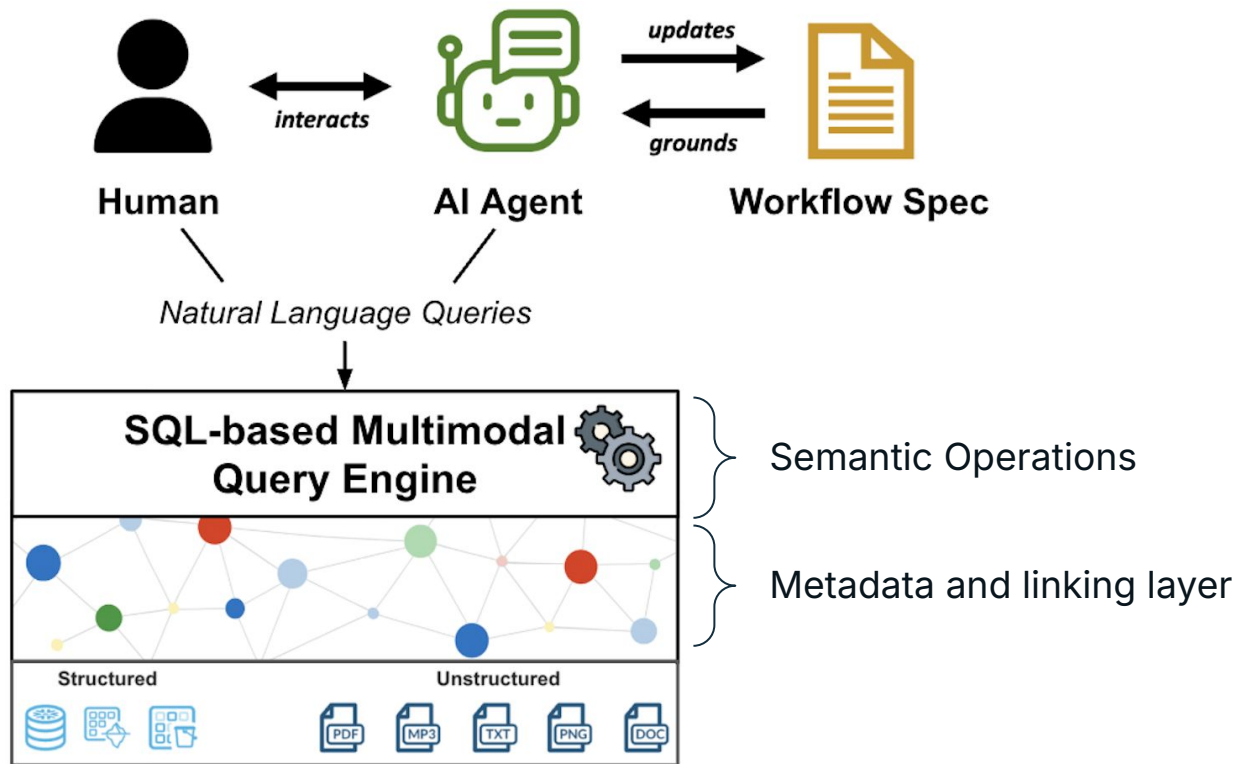 updates
interacts
grounds
Human
AI Agent
Workflow Spec
Natural Language Queries
SQL-based Multimodal
Query Engine
Semantic Operations
Metadata and linking layer
Structured
Unstructured
PDF
MP3
TXT
PNG
DOC